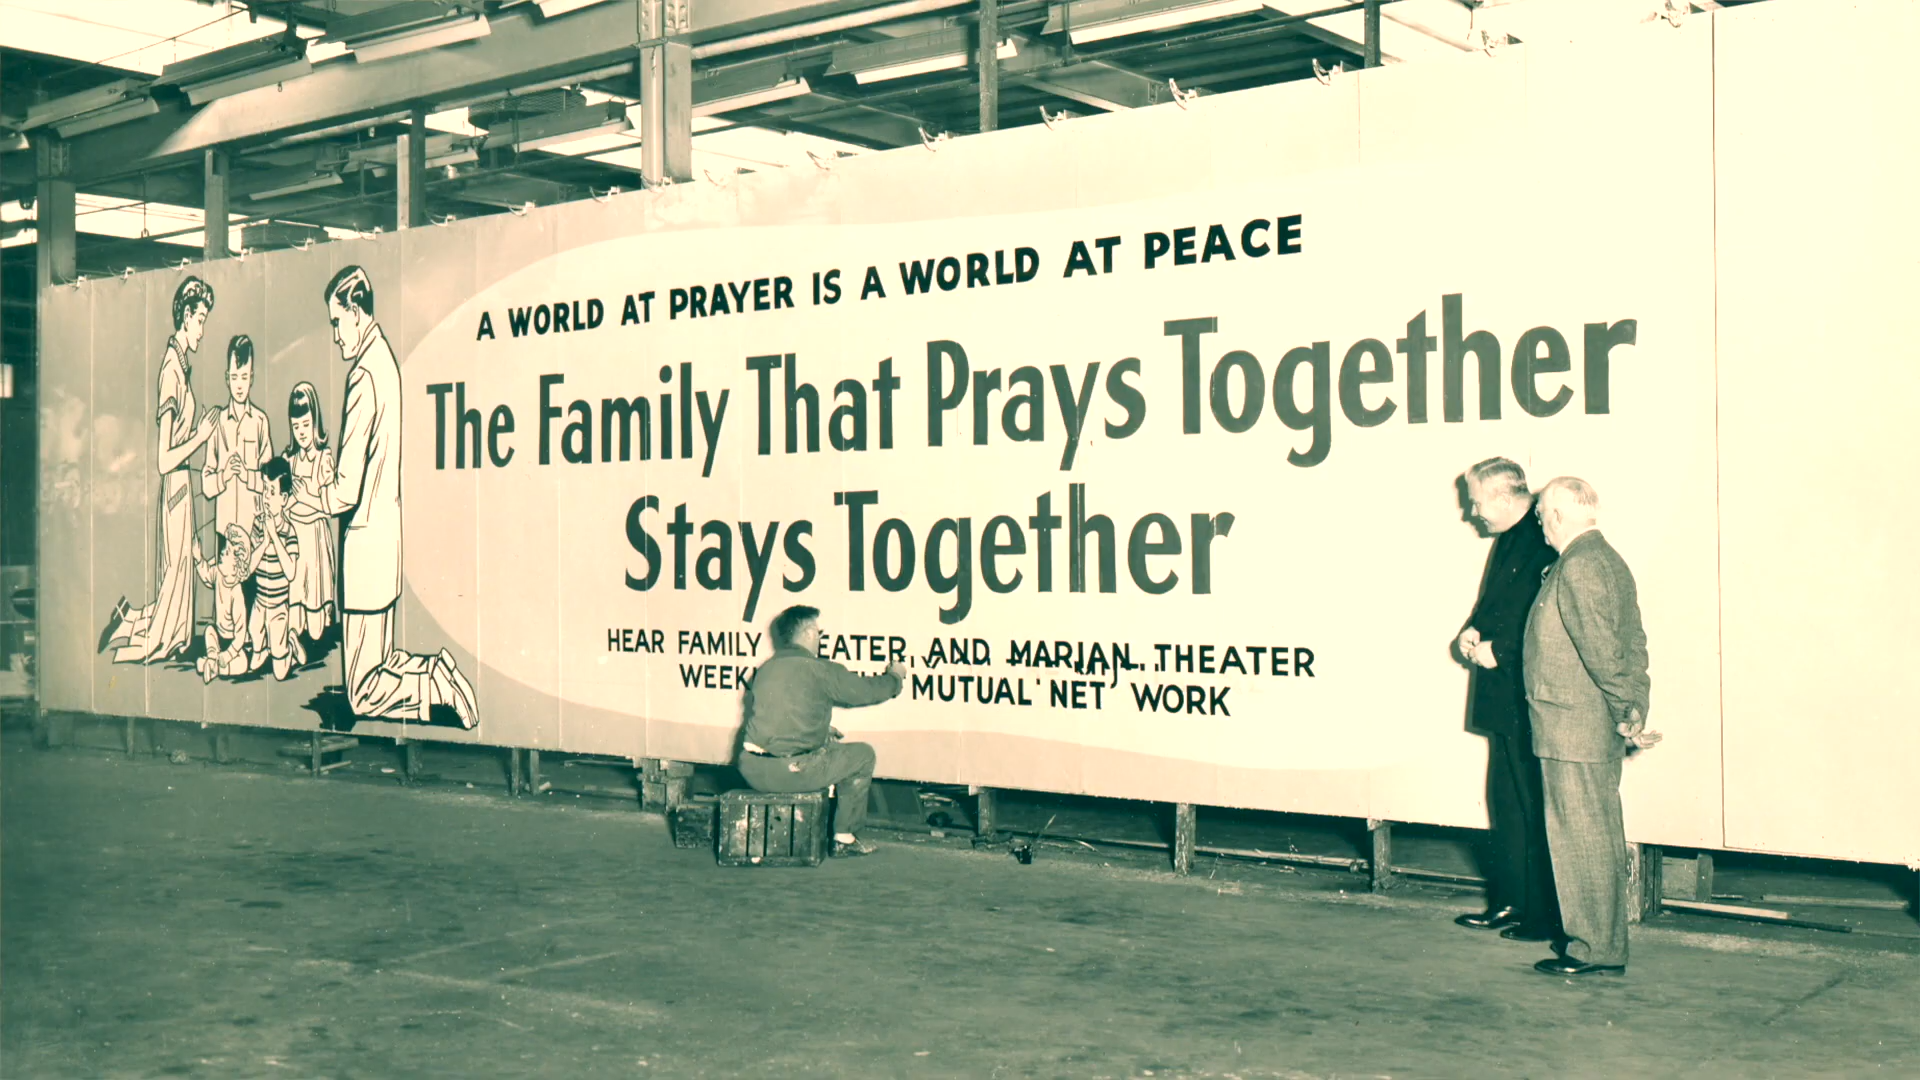 A WORLD AT PRAYER IS A WORLD AT PEACE
The Family That Prays Together
Stays Together
HEAR FAMILY EATER AND MARIAN THEATER
WEEK MUTUAL NET WORK